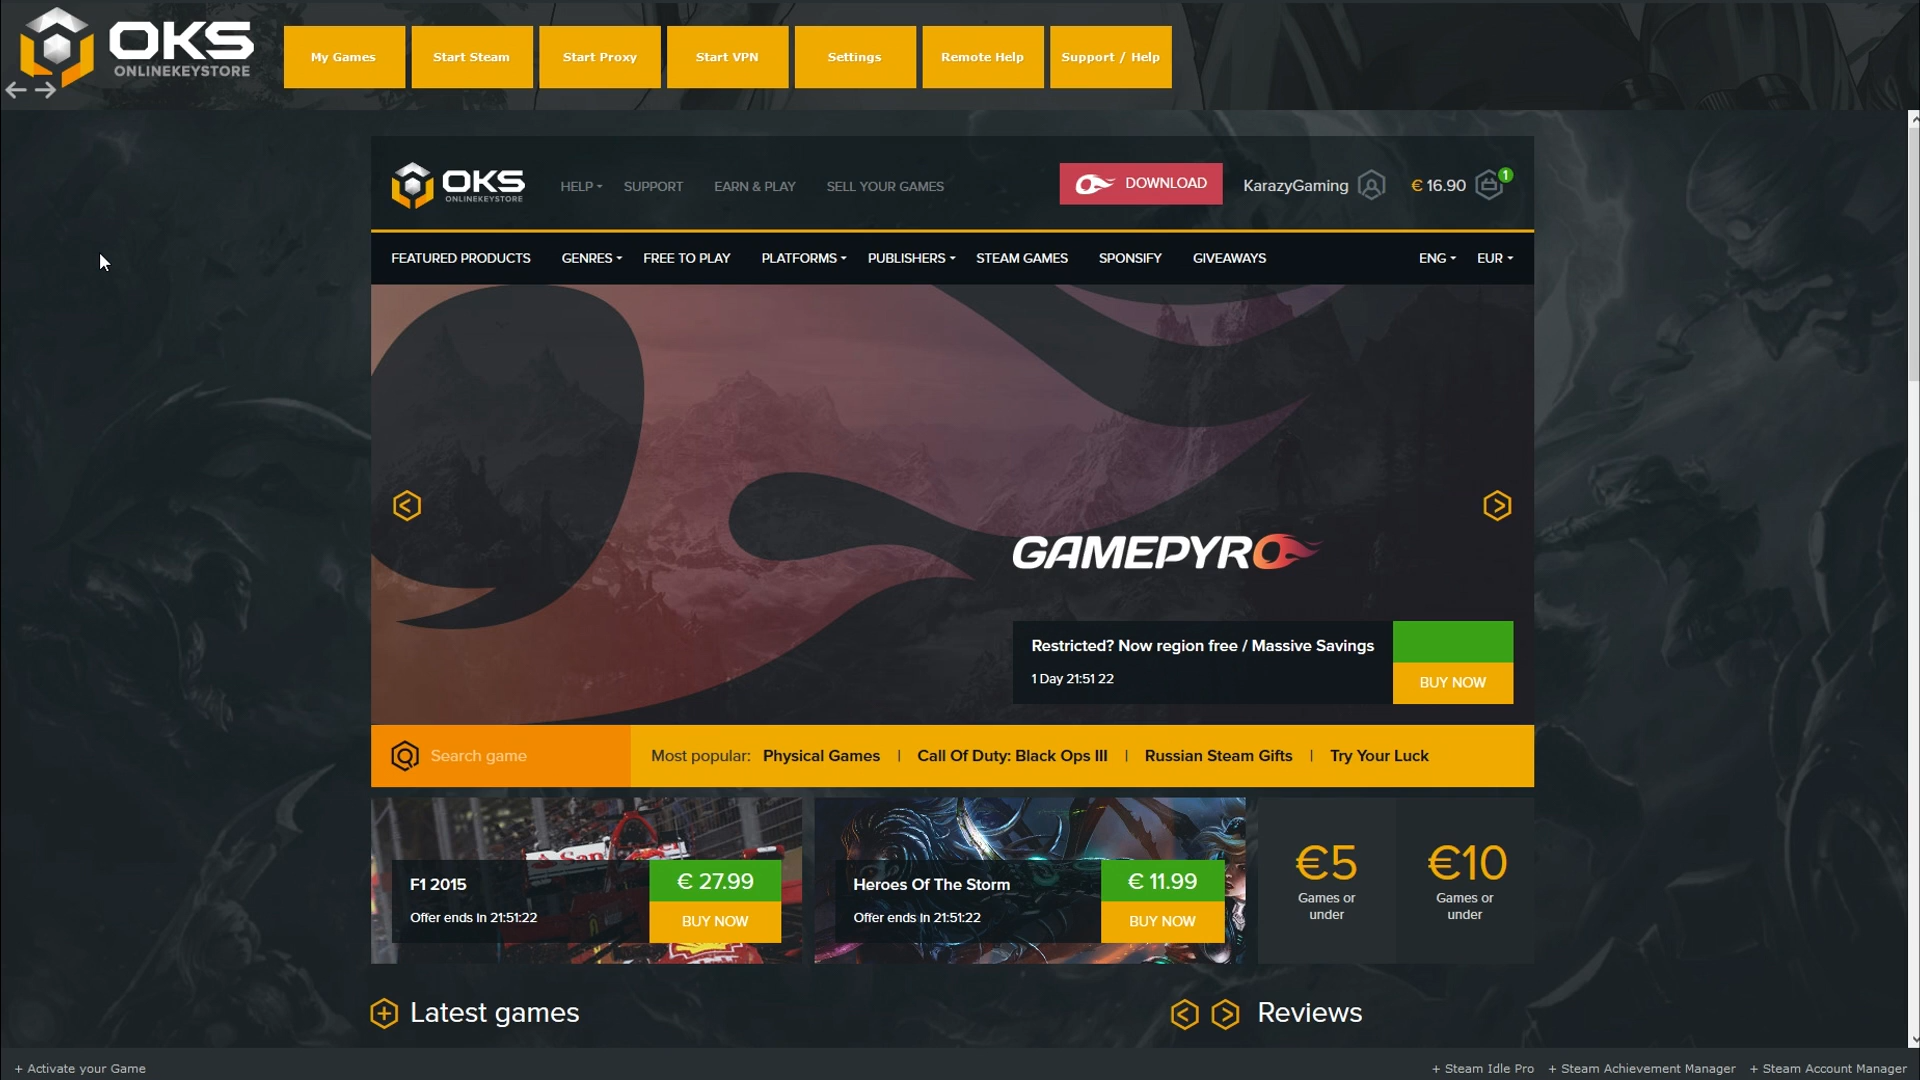 OKS
ONLINEKEYSTORE
My Games
Start Steam
Start Proxy
Start VPN
Settings
Remote Help
Support / Help
OKS
ONLINEKEYSTORE
HELP
SUPPORT
EARN & PLAY
SELL YOUR GAMES
DOWNLOAD
KarazyGaming
€ 16.90
1
FEATURED PRODUCTS
GENRES
FREE TO PLAY
PLATFORMS
PUBLISHERS
STEAM GAMES
SPONSIFY
GIVEAWAYS
ENG
EUR
GAMEPYRO
Restricted? Now region free / Massive Savings
1 Day 21:51 22
BUY NOW
Search game
Most popular: Physical Games | Call Of Duty: Black Ops III | Russian Steam Gifts | Try Your Luck
F1 2015
Offer ends in 21:51:22
€ 27.99
BUY NOW
Heroes Of The Storm
Offer ends in 21:51:22
€ 11.99
BUY NOW
€5
Games or
under
€10
Games or
under
Latest games
Reviews
+ Activate your Game
+ Steam Idle Pro
+ Steam Achievement Manager
+ Steam Account Manager